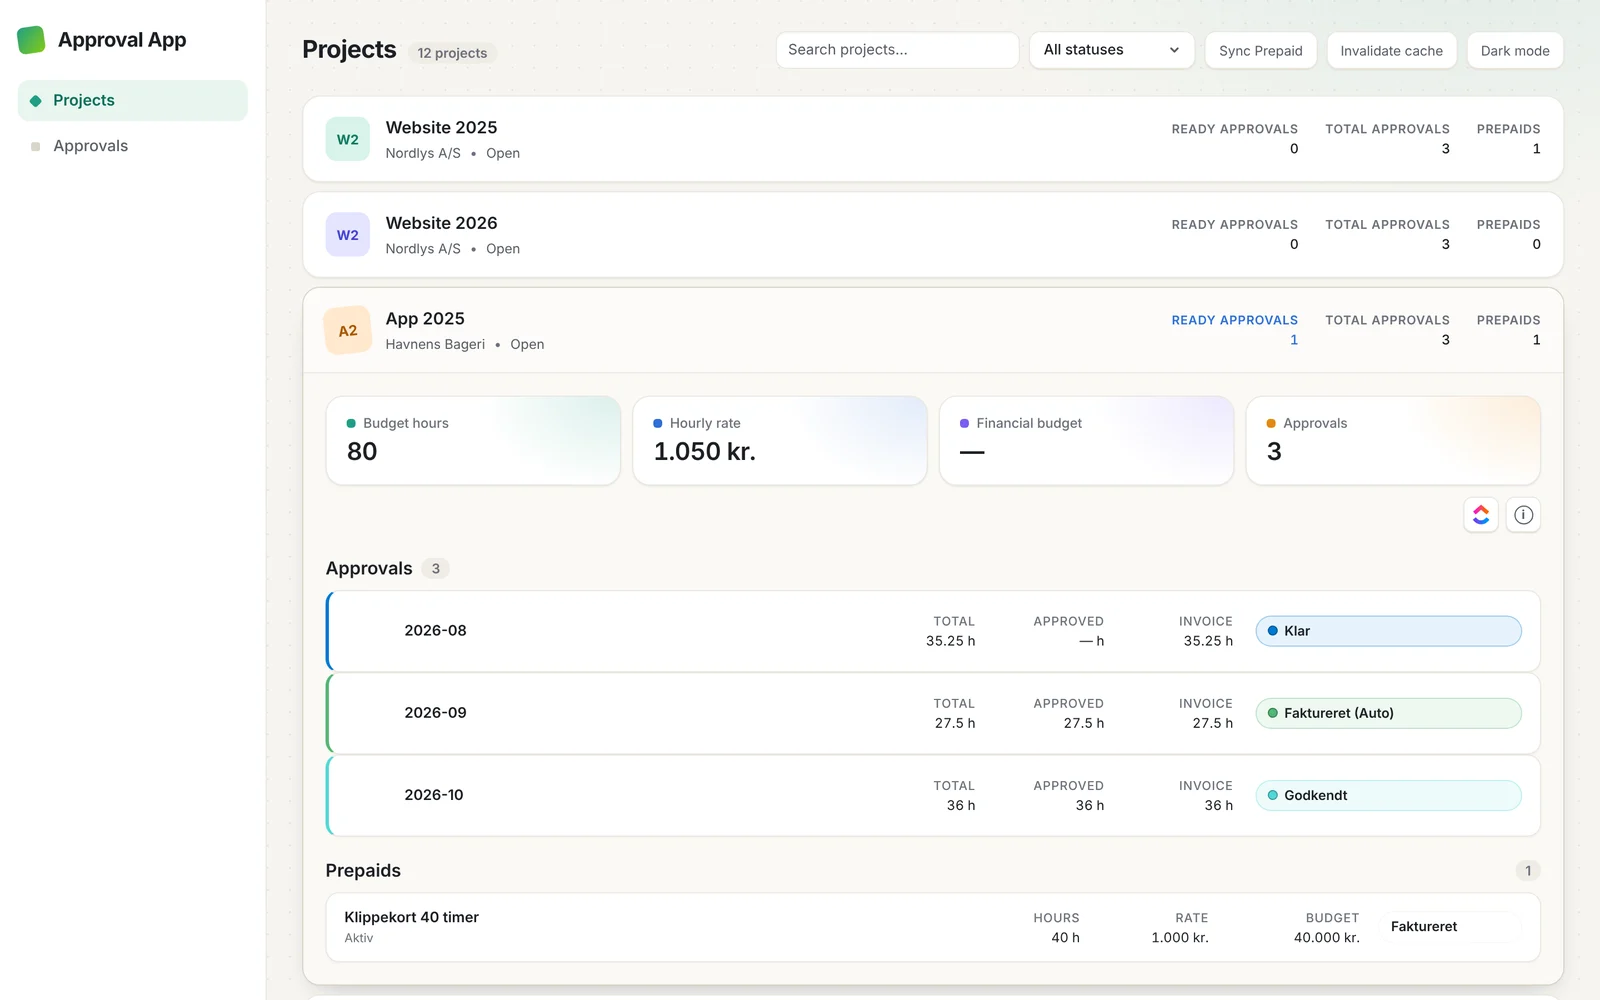 Approval App
Projects
Approvals
Projects
12 projects
Search projects...
All statuses
Sync Prepaid
Invalidate cache
Dark mode
W2
Website 2025
Nordlys A/S • Open
READY APPROVALS
0
TOTAL APPROVALS
3
PREPAIDS
1
W2
Website 2026
Nordlys A/S • Open
READY APPROVALS
0
TOTAL APPROVALS
3
PREPAIDS
0
A2
App 2025
Havnens Bageri • Open
READY APPROVALS
1
TOTAL APPROVALS
3
PREPAIDS
1
Budget hours
80
Hourly rate
1.050 kr.
Financial budget
—
Approvals
3
Approvals 3
2026-08
TOTAL
35.25 h
APPROVED
— h
INVOICE
35.25 h
Klar
2026-09
TOTAL
27.5 h
APPROVED
27.5 h
INVOICE
27.5 h
Faktureret (Auto)
2026-10
TOTAL
36 h
APPROVED
36 h
INVOICE
36 h
Godkendt
Prepaids
1
Klippekort 40 timer
Aktiv
HOURS
40 h
RATE
1.000 kr.
BUDGET
40.000 kr.
Faktureret